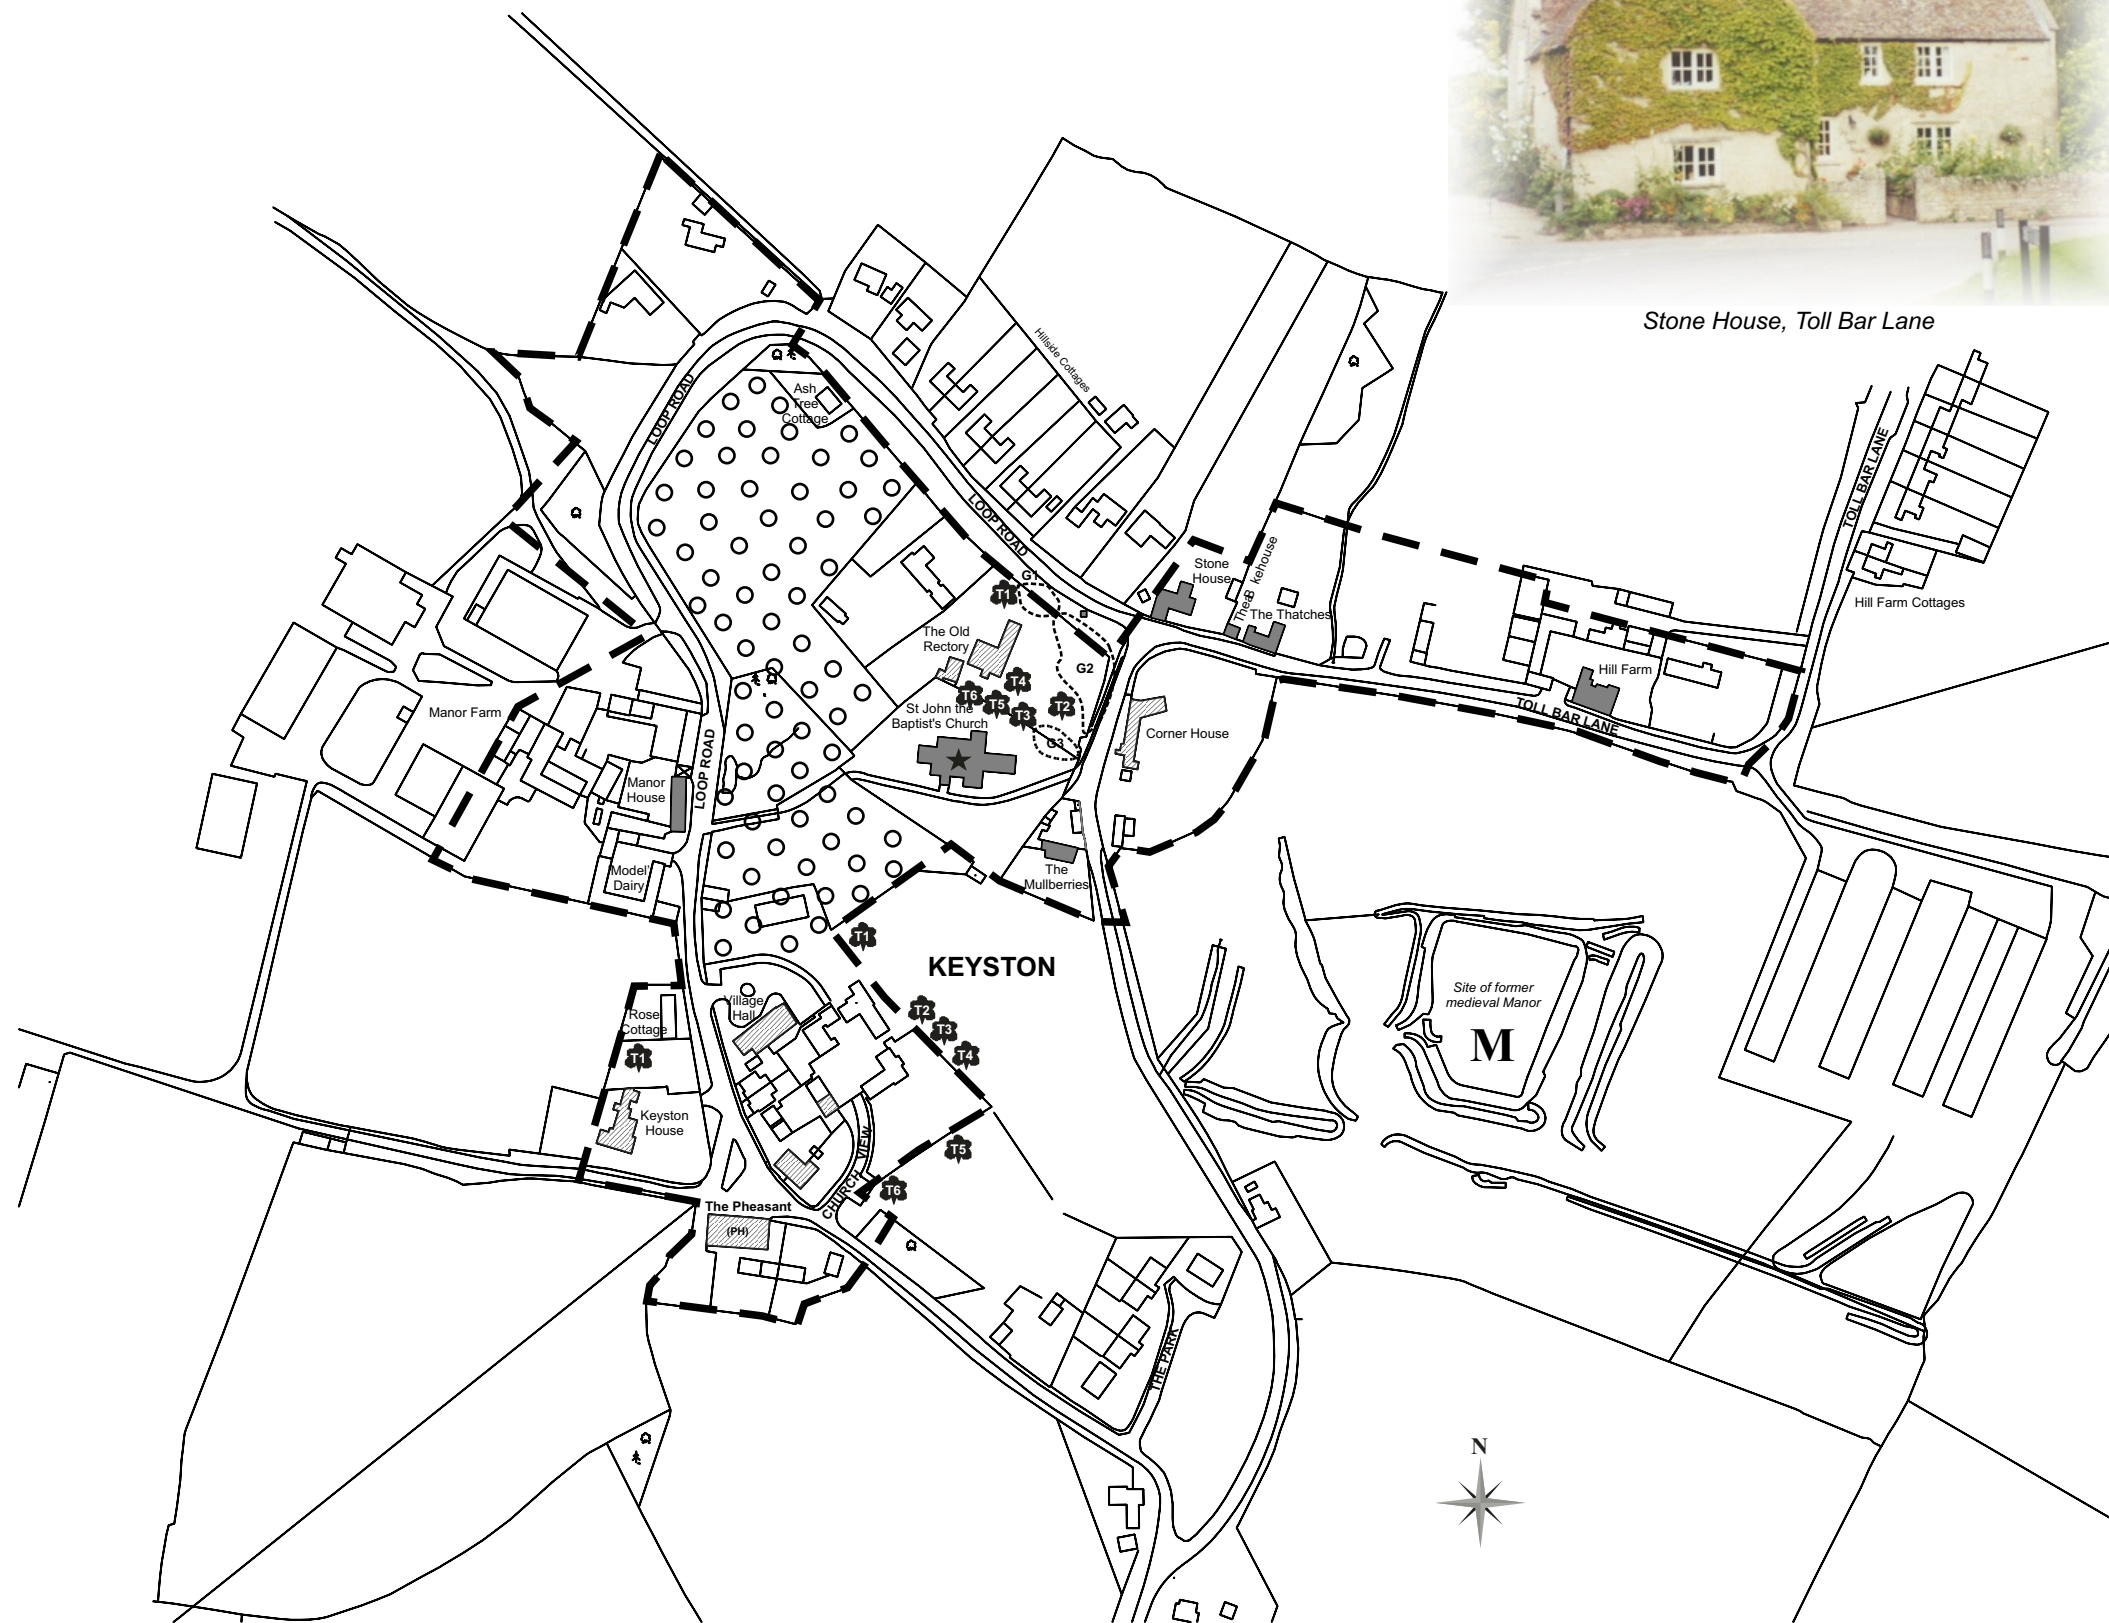 Stone House, Toll Bar Lane
LOOP ROAD
Ash
Tree
Cottage
Hillside Cottages
LOOP ROAD
TOLL BAR LANE
Hill Farm Cottages
Stone
House
The B kehouse
The Thatches
G1
T1
The Old
Rectory
G2
T4
T6
T5
T3
T2
G3
St John the
Baptist's Church
Corner House
Hill Farm
TOLL BAR LANE
Manor Farm
Manor
House
LOOP ROAD
Model
Dairy
The
Mullberries
T1
KEYSTON
T2
T3
T4
T5
T6
Site of former
medieval Manor
M
Village
Hall
Rose
Cottage
T1
Keyston
House
CHURCH VIEW
The Pheasant
(PH)
THE PARK
N